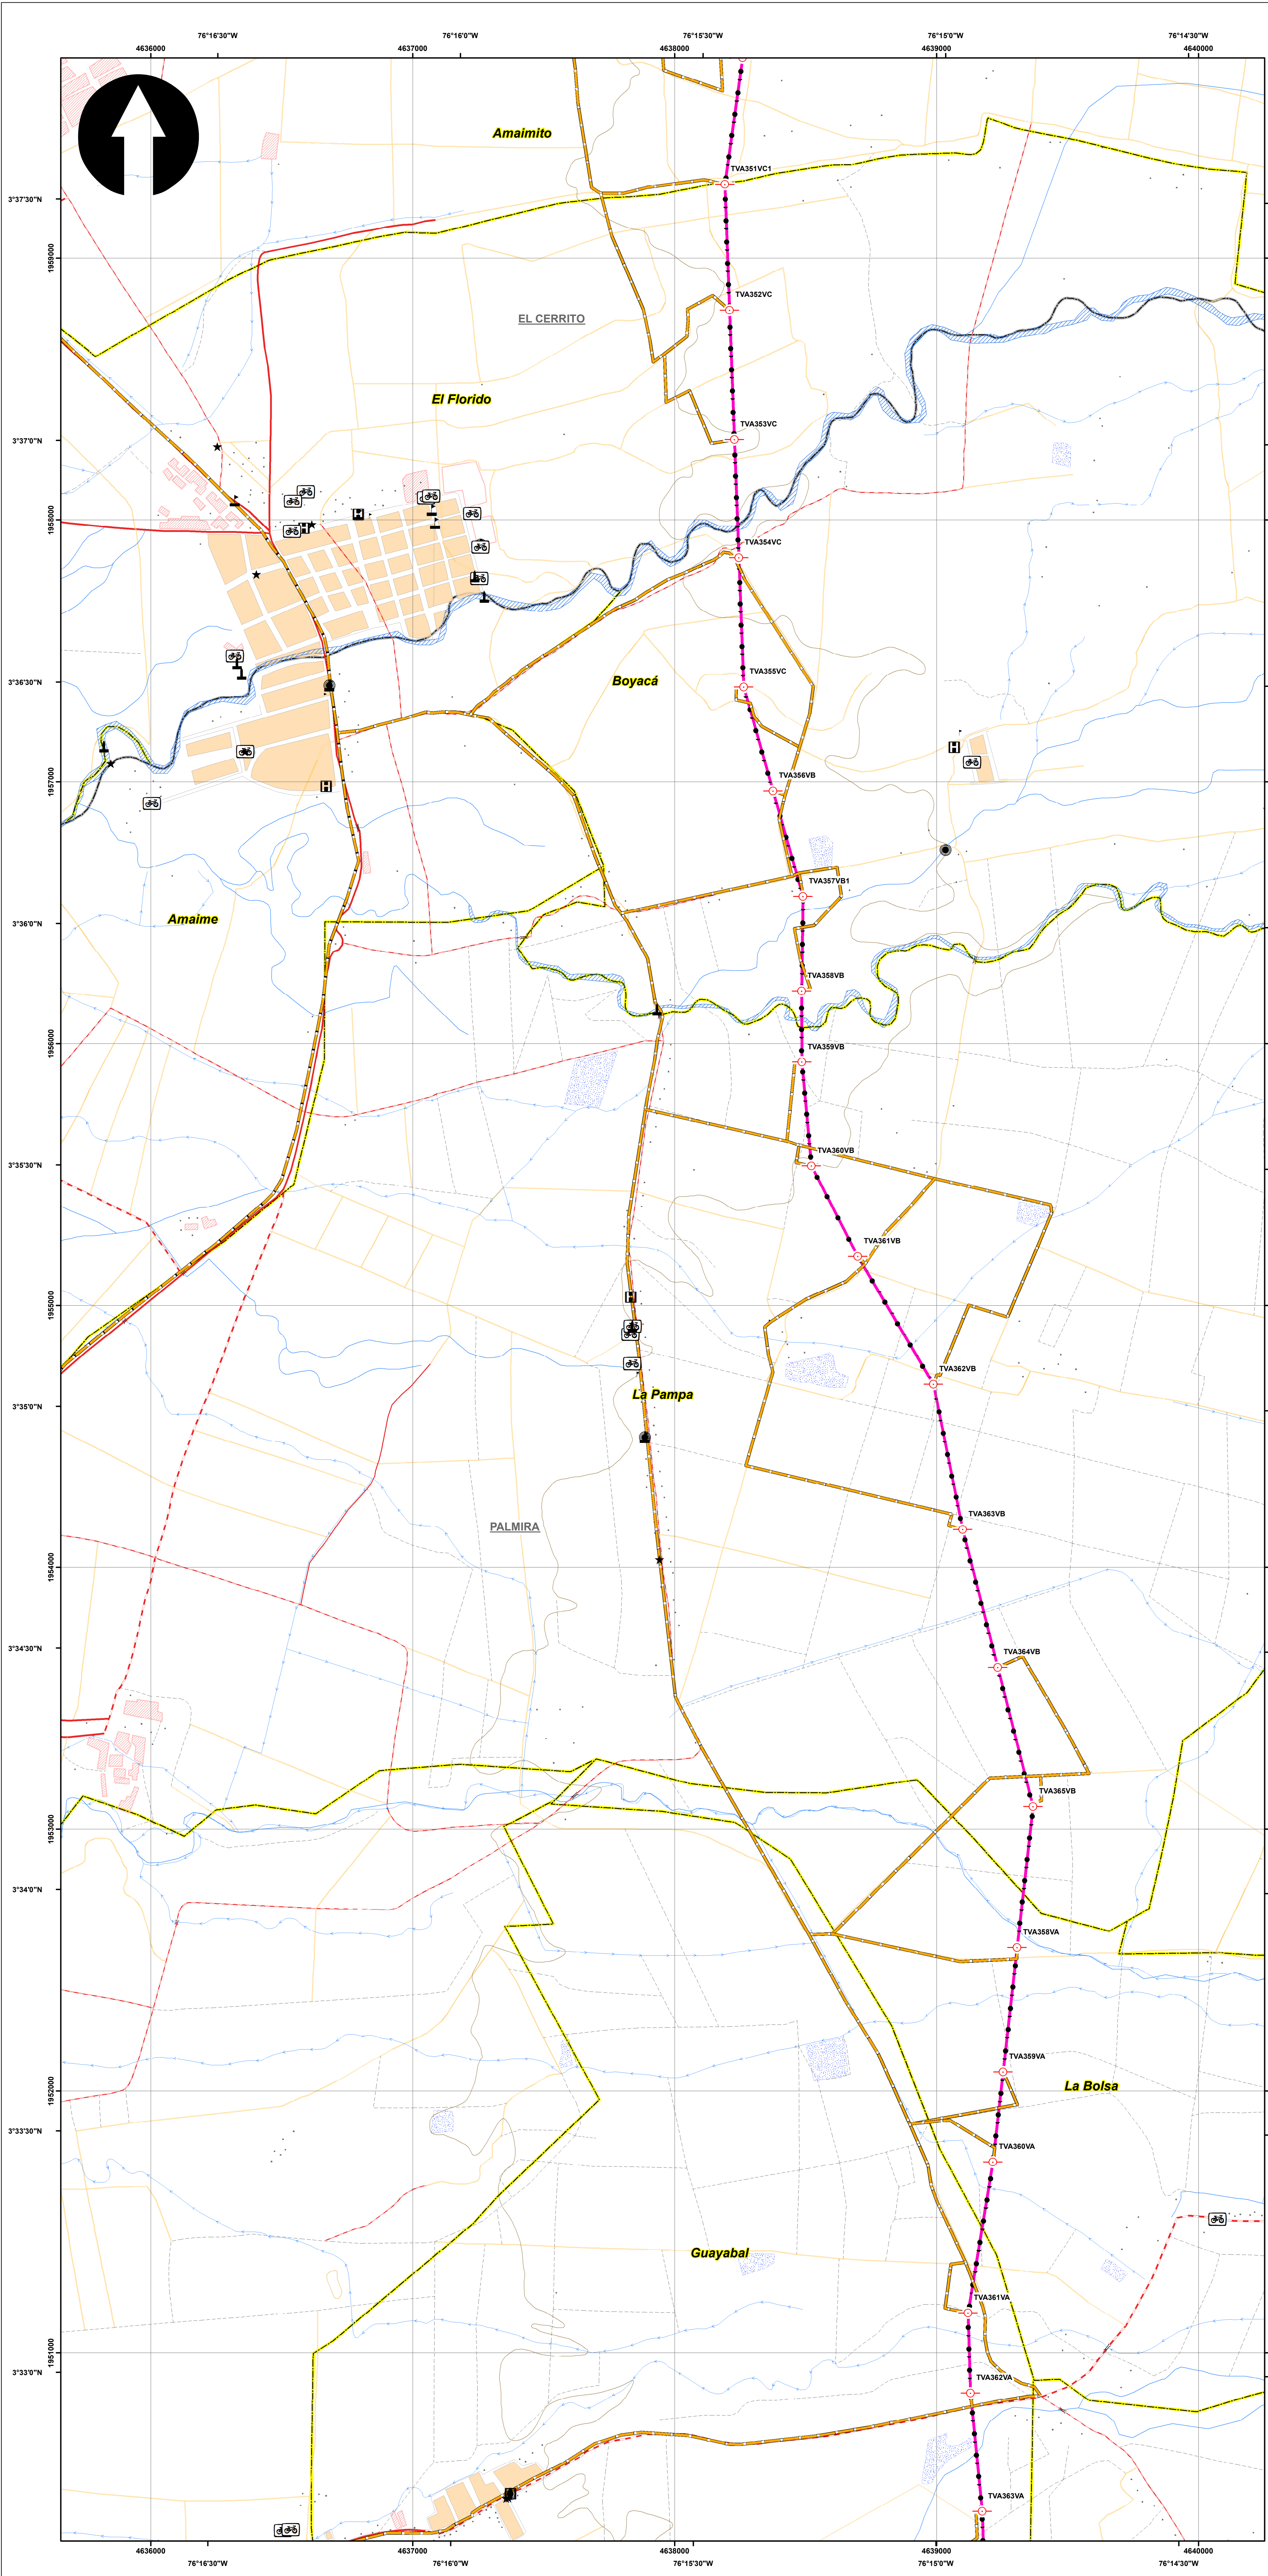 76°16'30"W 76°16'0"W 76°15'30"W 76°15'0"W 76°14'30"W
4636000 4637000 4638000 4639000 4640000
Amaimito
TVA351VC1
3°37'30"N
1959000
TVA352VC
EL CERRITO
El Florido
TVA353VC
3°37'0"N
H
1958000
H
TVA354VC
TVA355VC
Boyacá
3°36'30"N
H
TVA356VB
1957000
H
TVA357VB1
Amaime
3°36'0"N
TVA358VB
1956000
TVA359VB
TVA360VB
3°35'30"N
TVA361VB
H
1955000
TVA362VB
La Pampa
3°35'0"N
TVA363VB
PALMIRA
1954000
TVA364VB
3°34'30"N
TVA365VB
1953000
3°34'0"N
TVA358VA
TVA359VA
La Bolsa
1952000
3°33'30"N
TVA360VA
Guayabal
TVA361VA
1951000
3°33'0"N
TVA362VA
TVA363VA
4636000 4637000 4638000 4639000 4640000
76°16'30"W 76°16'0"W 76°15'30"W 76°15'0"W 76°14'30"W